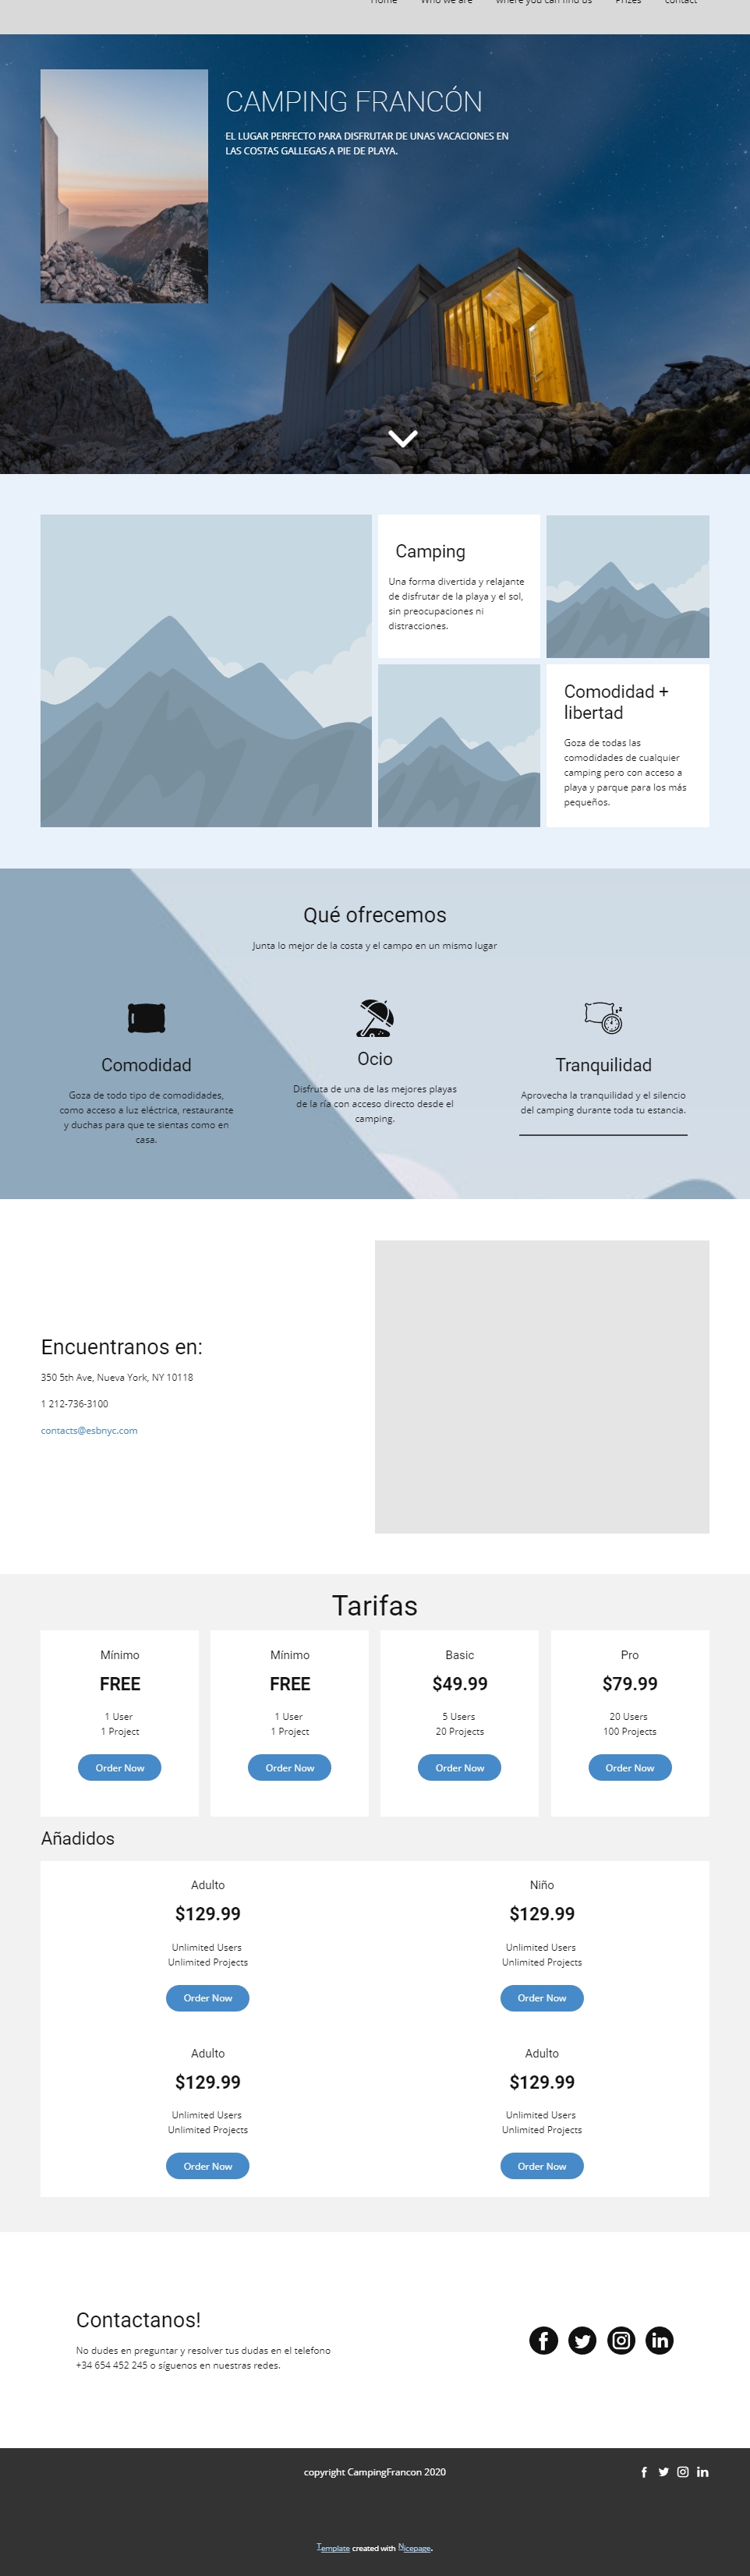 Home Who we are where you can find us Prizes contact
CAMPING FRANCÓN
EL LUGAR PERFECTO PARA DISFRUTAR DE UNAS VACACIONES EN
LAS COSTAS GALLEGAS A PIE DE PLAYA.
Camping
Una forma divertida y relajante
de disfrutar de la playa y el sol,
sin preocupaciones ni
distracciones.
Comodidad +
libertad
Goza de todas las
comodidades de cualquier
camping pero con acceso a
playa y parque para los más
pequeños.
Qué ofrecemos
Junta lo mejor de la costa y el campo en un mismo lugar
Comodidad
Goza de todo tipo de comodidades,
como acceso a luz eléctrica, restaurante
y duchas para que te sientas como en
casa.
Ocio
Disfruta de una de las mejores playas
de la ría con acceso directo desde el
camping.
Tranquilidad
Aprovecha la tranquilidad y el silencio
del camping durante toda tu estancia.
Encuentranos en:
350 5th Ave, Nueva York, NY 10118
1 212-736-3100
contacts@esbnyc.com
Tarifas
Mínimo
FREE
1 User
1 Project
Order Now
Mínimo
FREE
1 User
1 Project
Order Now
Basic
$49.99
5 Users
20 Projects
Order Now
Pro
$79.99
20 Users
100 Projects
Order Now
Añadidos
Adulto
$129.99
Unlimited Users
Unlimited Projects
Order Now
Niño
$129.99
Unlimited Users
Unlimited Projects
Order Now
Adulto
$129.99
Unlimited Users
Unlimited Projects
Order Now
Adulto
$129.99
Unlimited Users
Unlimited Projects
Order Now
Contactanos!
No dudes en preguntar y resolver tus dudas en el telefono
+34 654 452 245 o síguenos en nuestras redes.
copyright CampingFrancon 2020
Template created with Nicepage.